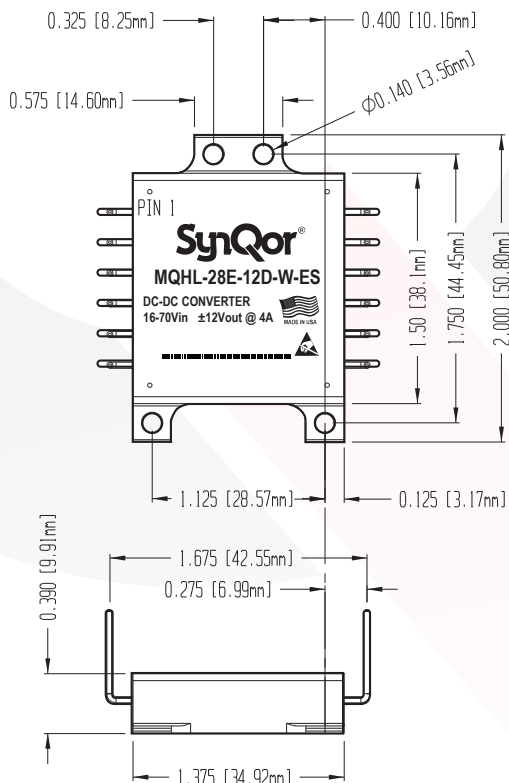 0.325 [8.25mm]
0.400 [10.16mm]
0.575 [14.60mm]
Ø0.140 [3.56mm]
PIN 1
SynQor®
MQHL-28E-12D-W-ES
DC-DC CONVERTER
16-70Vin ±12Vout @ 4A
MADE IN USA
1.50 [38.1mm]
1.750 [44.45mm]
2.000 [50.80mm]
1.125 [28.57mm]
0.125 [3.17mm]
1.675 [42.55mm]
0.275 [6.99mm]
0.390 [9.91mm]
1.375 [34.92mm]